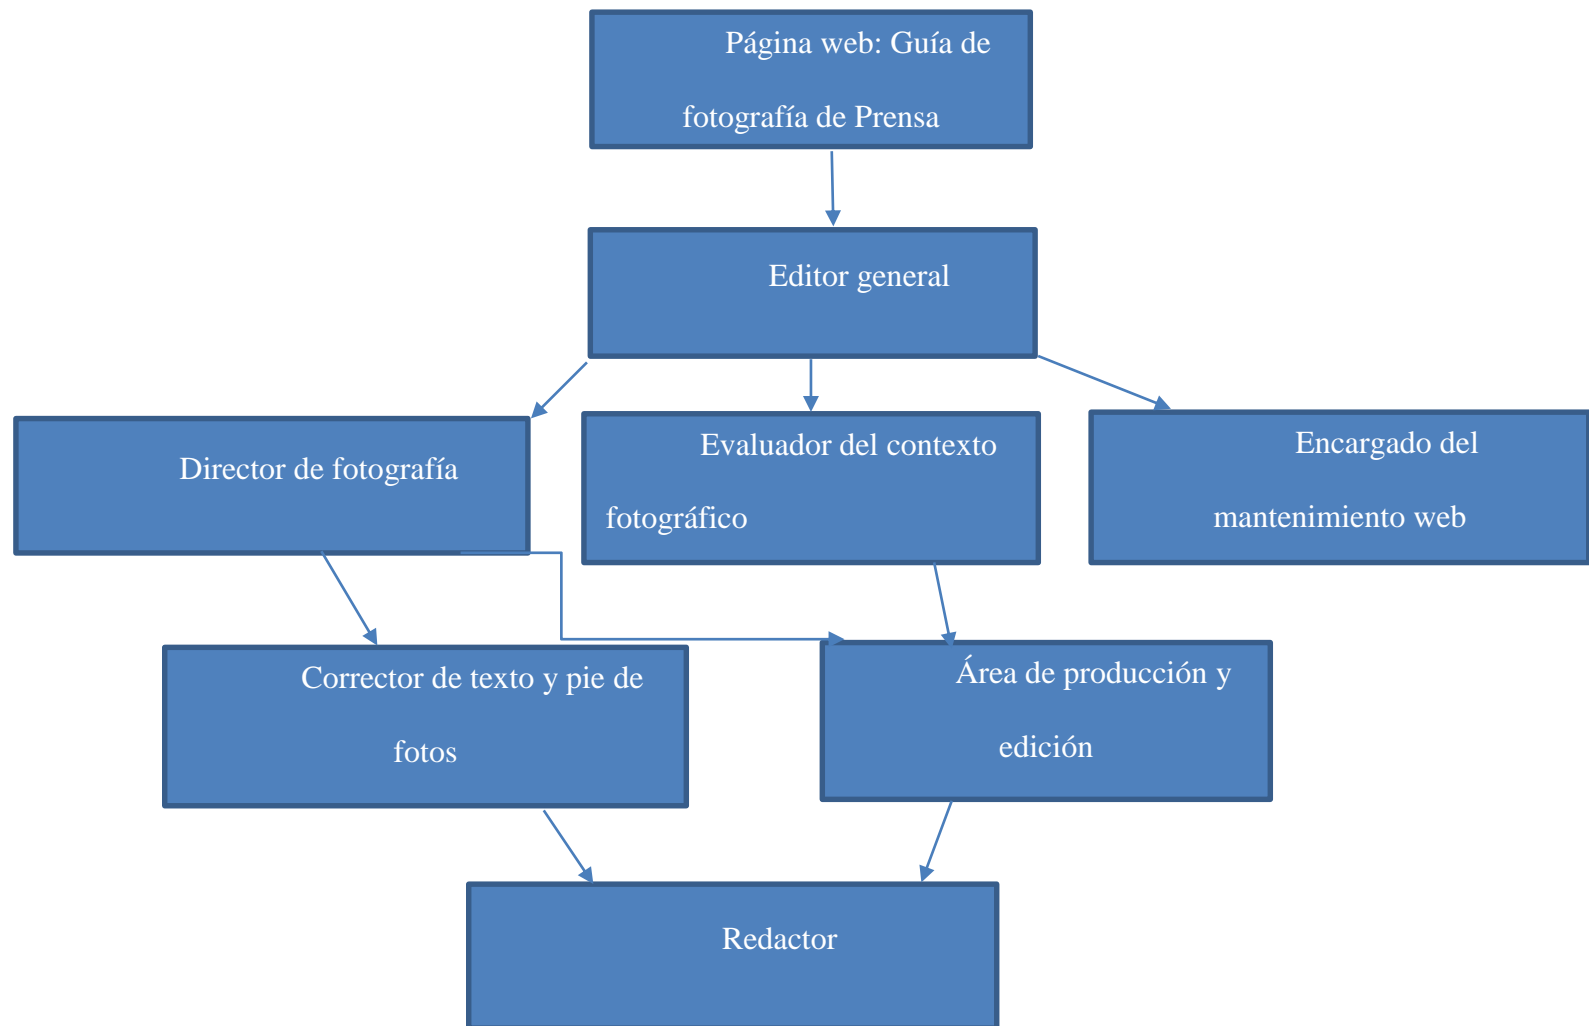 Página web: Guía de
fotografía de Prensa
Editor general
Director de fotografía
Evaluador del contexto
fotográfico
Encargado del
mantenimiento web
Corrector de texto y pie de
fotos
Área de producción y
edición
Redactor